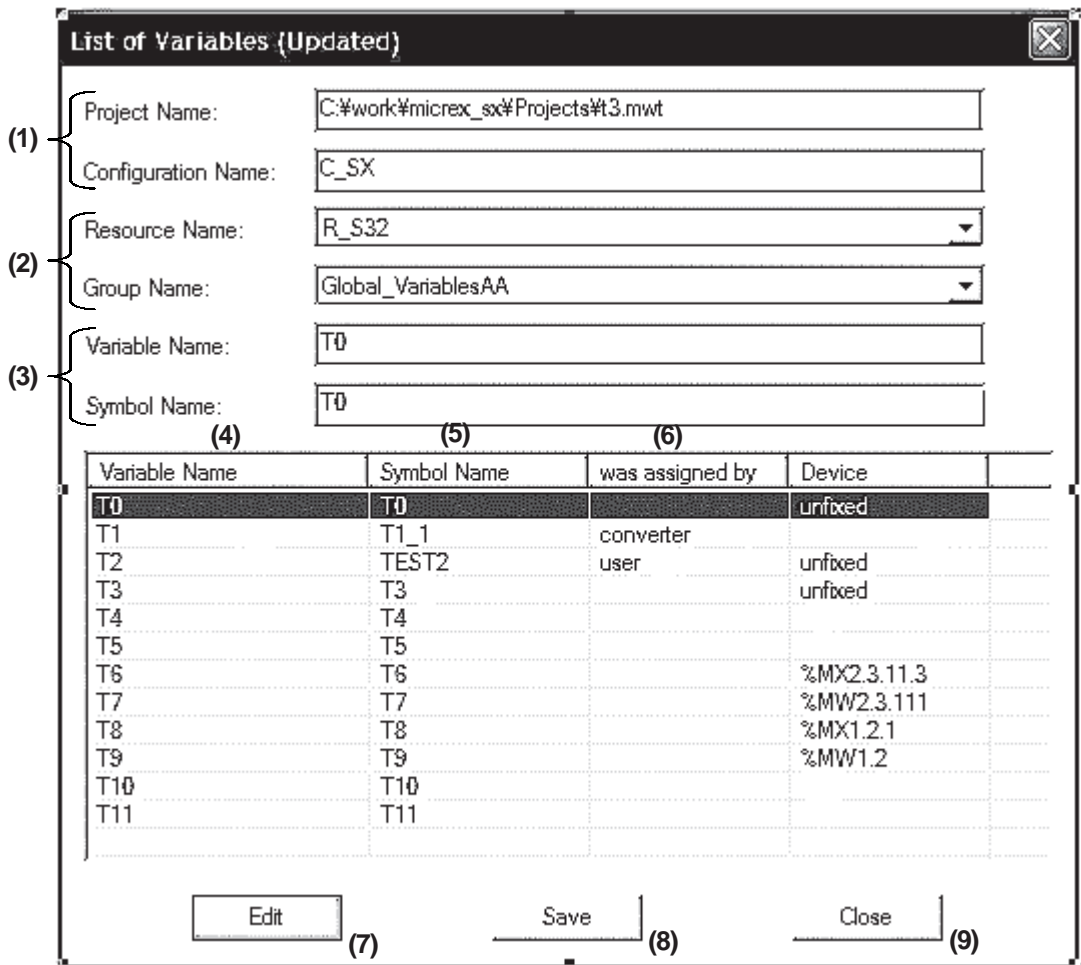 List of Variables (Updated)
(1)
Project Name: C:¥work¥micrex_sx¥Projects¥t3.mwt
Configuration Name: C_SX
(2)
Resource Name: R_S32
Group Name: Global_VariablesAA
(3)
Variable Name: T0
Symbol Name: T0
(4) (5) (6)
Variable Name Symbol Name was assigned by Device
T0 T0 unfixed
T1 T1_1 converter
T2 TEST2 user unfixed
T3 T3 unfixed
T4 T4
T5 T5
T6 T6 %MX2.3.11.3
T7 T7 %MW2.3.111
T8 T8 %MX1.2.1
T9 T9 %MW1.2
T10 T10
T11 T11
Edit Save Close
(7) (8) (9)